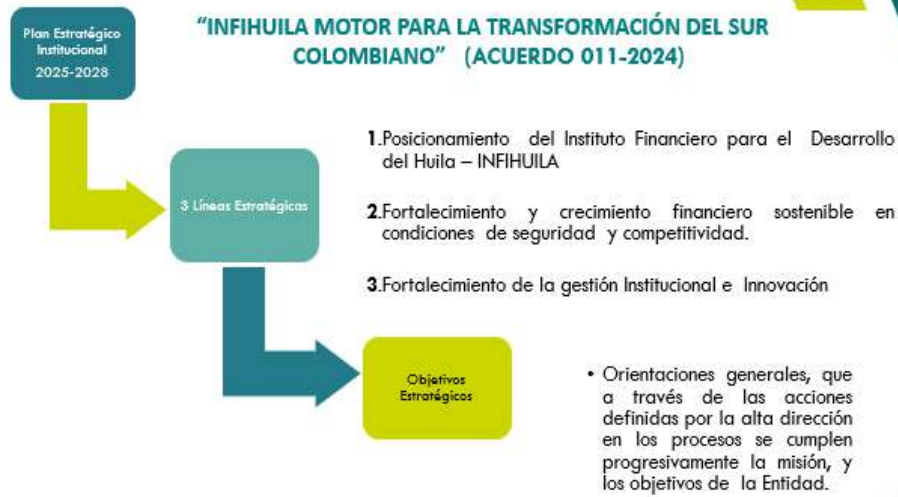 Plan Estratégico
Institucional
2025-2028
"INFIHUILA MOTOR PARA LA TRANSFORMACIÓN DEL SUR
COLOMBIANO" (ACUERDO 011-2024)
3 Líneas Estratégicas
1.Posicionamiento del Instituto Financiero para el Desarrollo
del Huila – INFIHUILA
2.Fortalecimiento y crecimiento financiero sostenible en
condiciones de seguridad y competitividad.
3.Fortalecimiento de la gestión Institucional e Innovación
Objetivos
Estratégicos
• Orientaciones generales, que
a través de las acciones
definidas por la alta dirección
en los procesos se cumplen
progresivamente la misión, y
los objetivos de la Entidad.